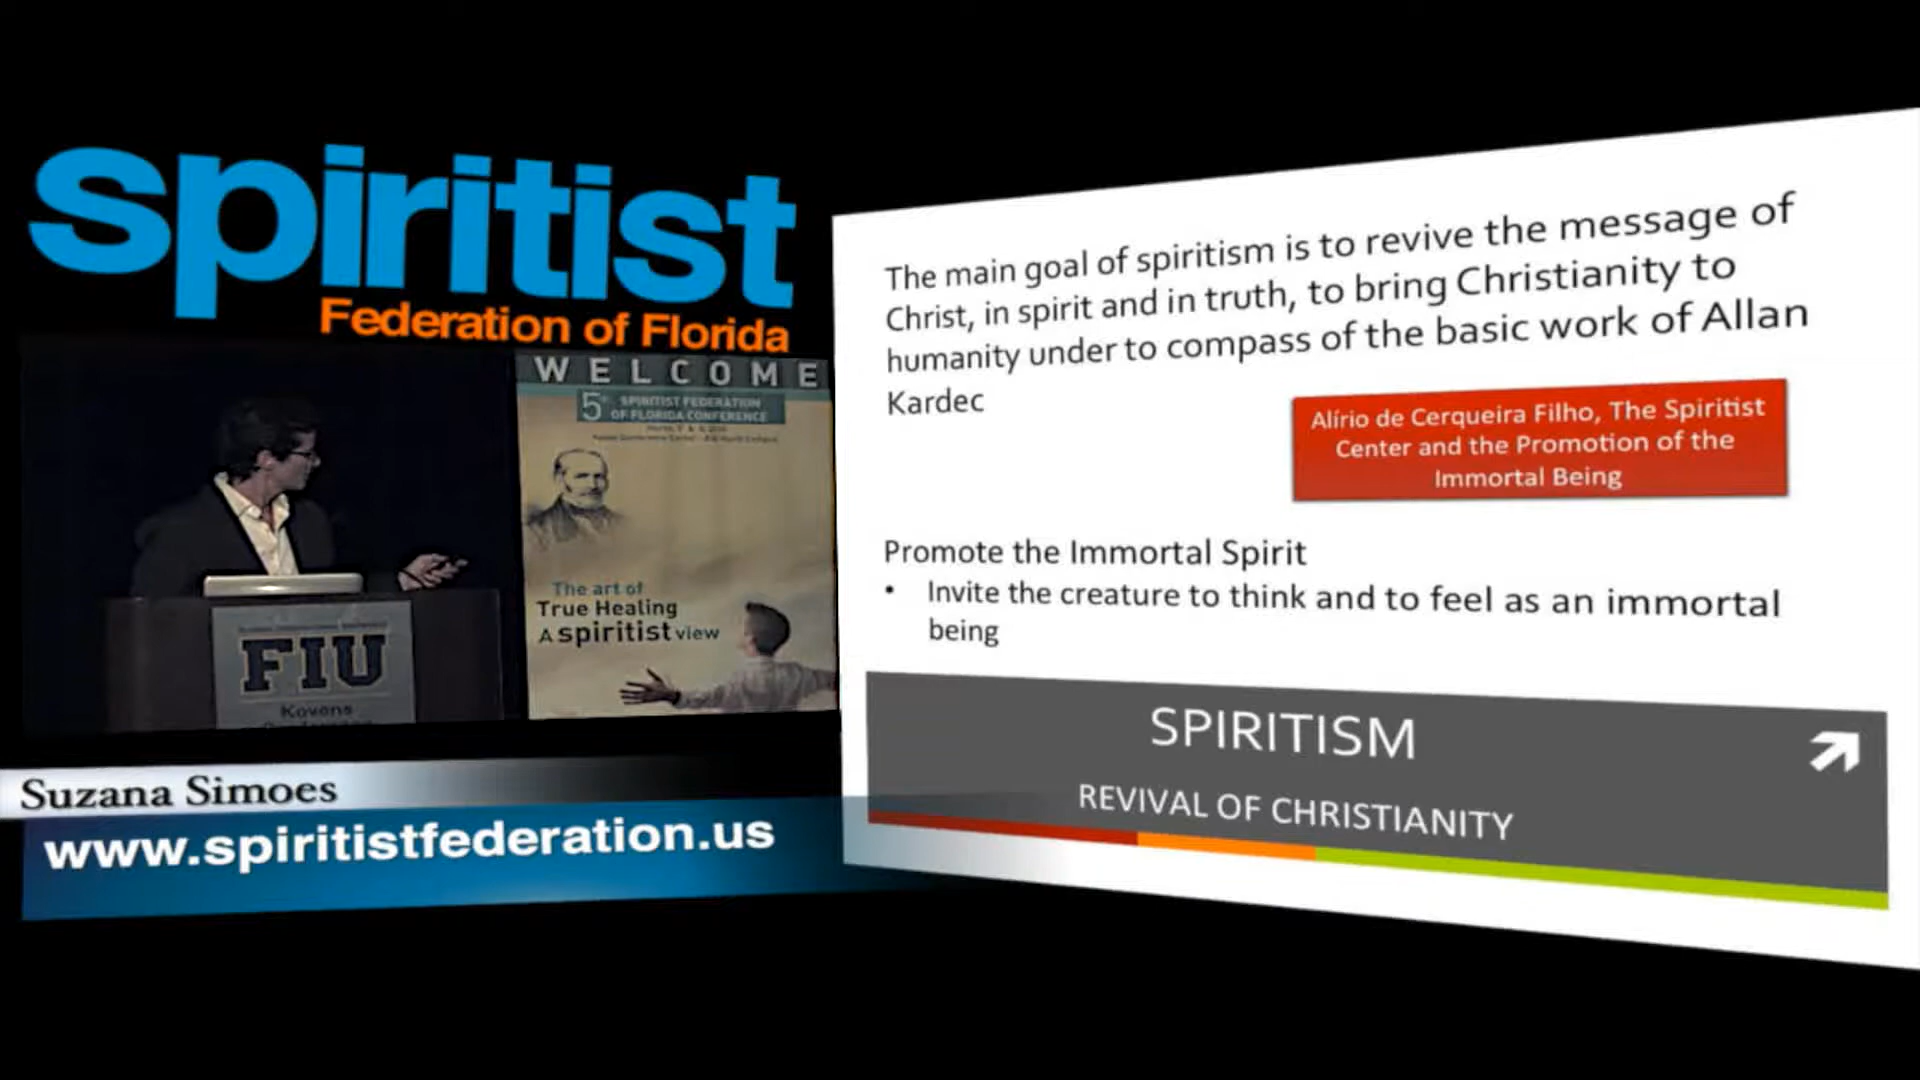 spiritist
Federation of Florida
WELCOME
5th SPIRITIST FEDERATION
OF FLORIDA CONFERENCE
The art of
True Healing
A spiritist view
FIU
Kovens
Suzana Simoes
www.spiritistfederation.us
The main goal of spiritism is to revive the message of
Christ, in spirit and in truth, to bring Christianity to
humanity under to compass of the basic work of Allan
Kardec
Alírio de Cerqueira Filho, The Spiritist
Center and the Promotion of the
Immortal Being
Promote the Immortal Spirit
• Invite the creature to think and to feel as an immortal
being
SPIRITISM
REVIVAL OF CHRISTIANITY